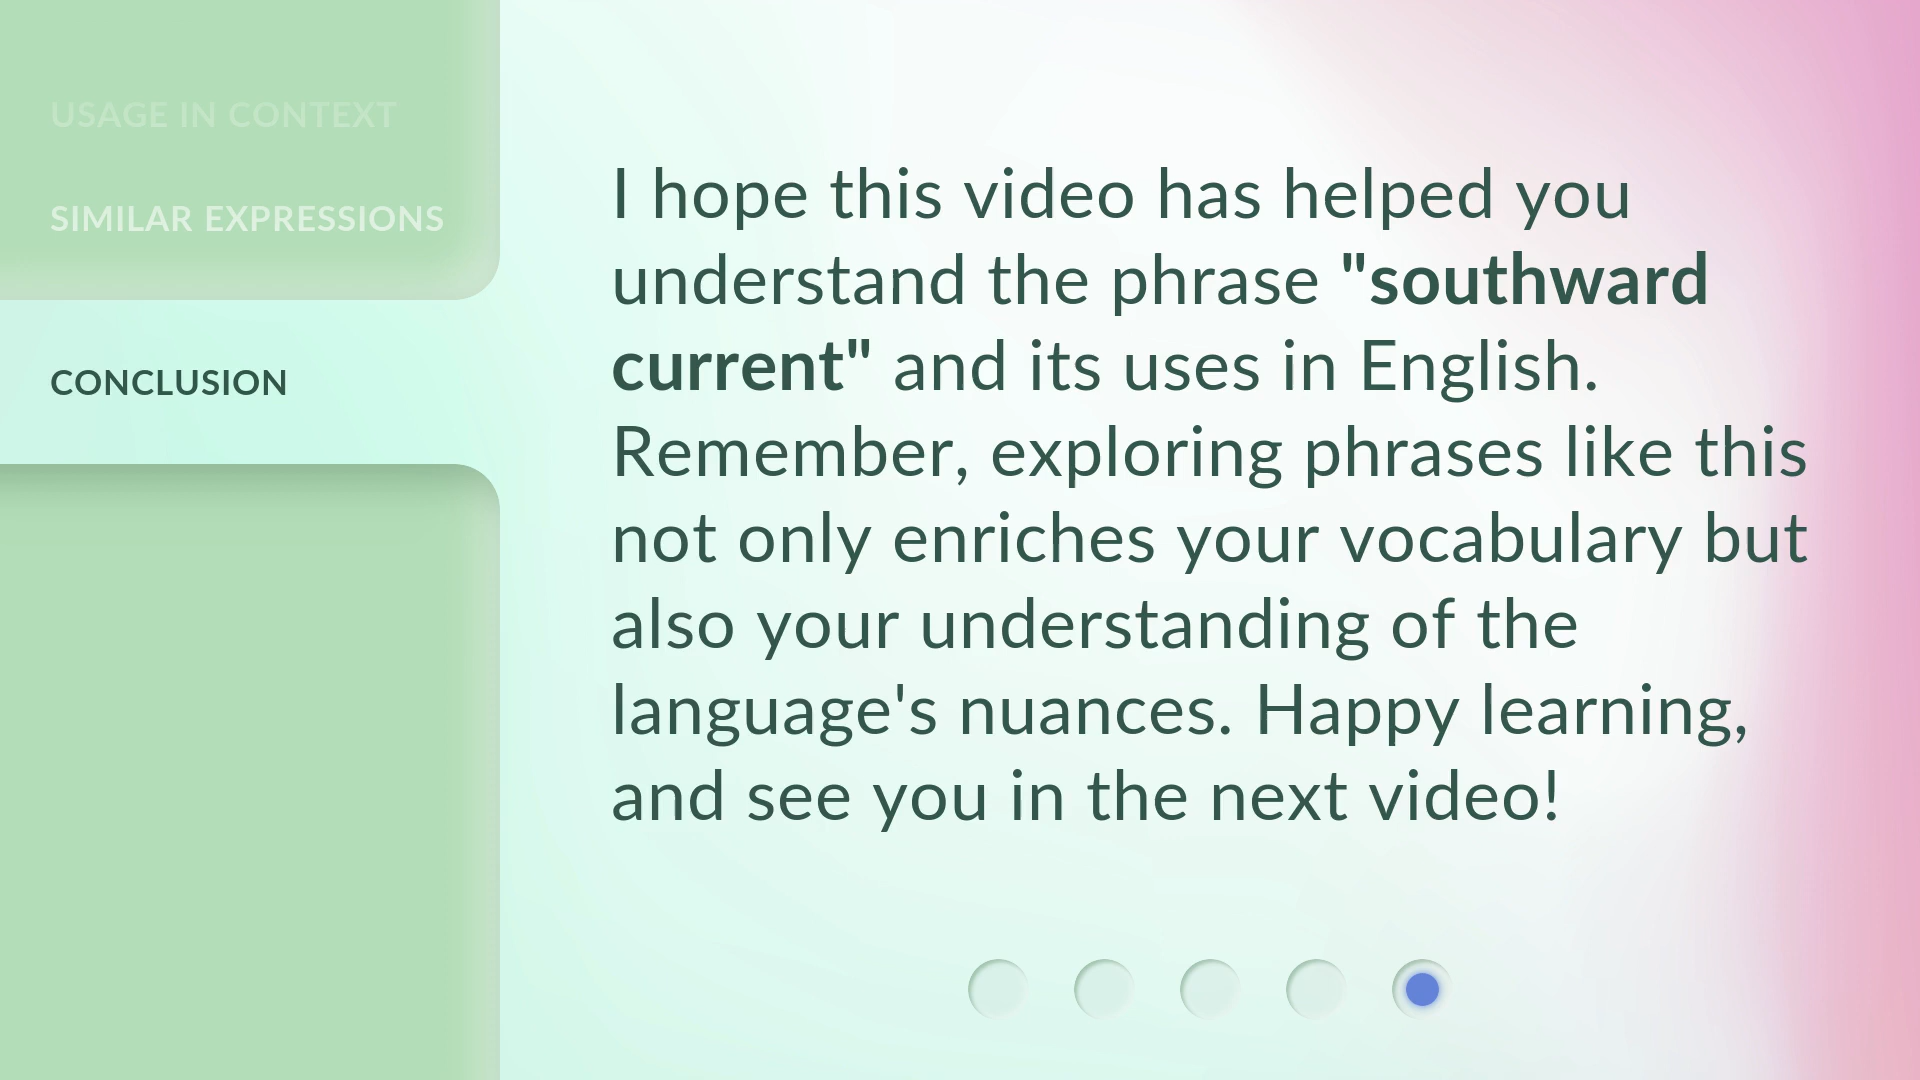 USAGE IN CONTEXT
SIMILAR EXPRESSIONS
CONCLUSION
I hope this video has helped you
understand the phrase "southward
current" and its uses in English.
Remember, exploring phrases like this
not only enriches your vocabulary but
also your understanding of the
language's nuances. Happy learning,
and see you in the next video!